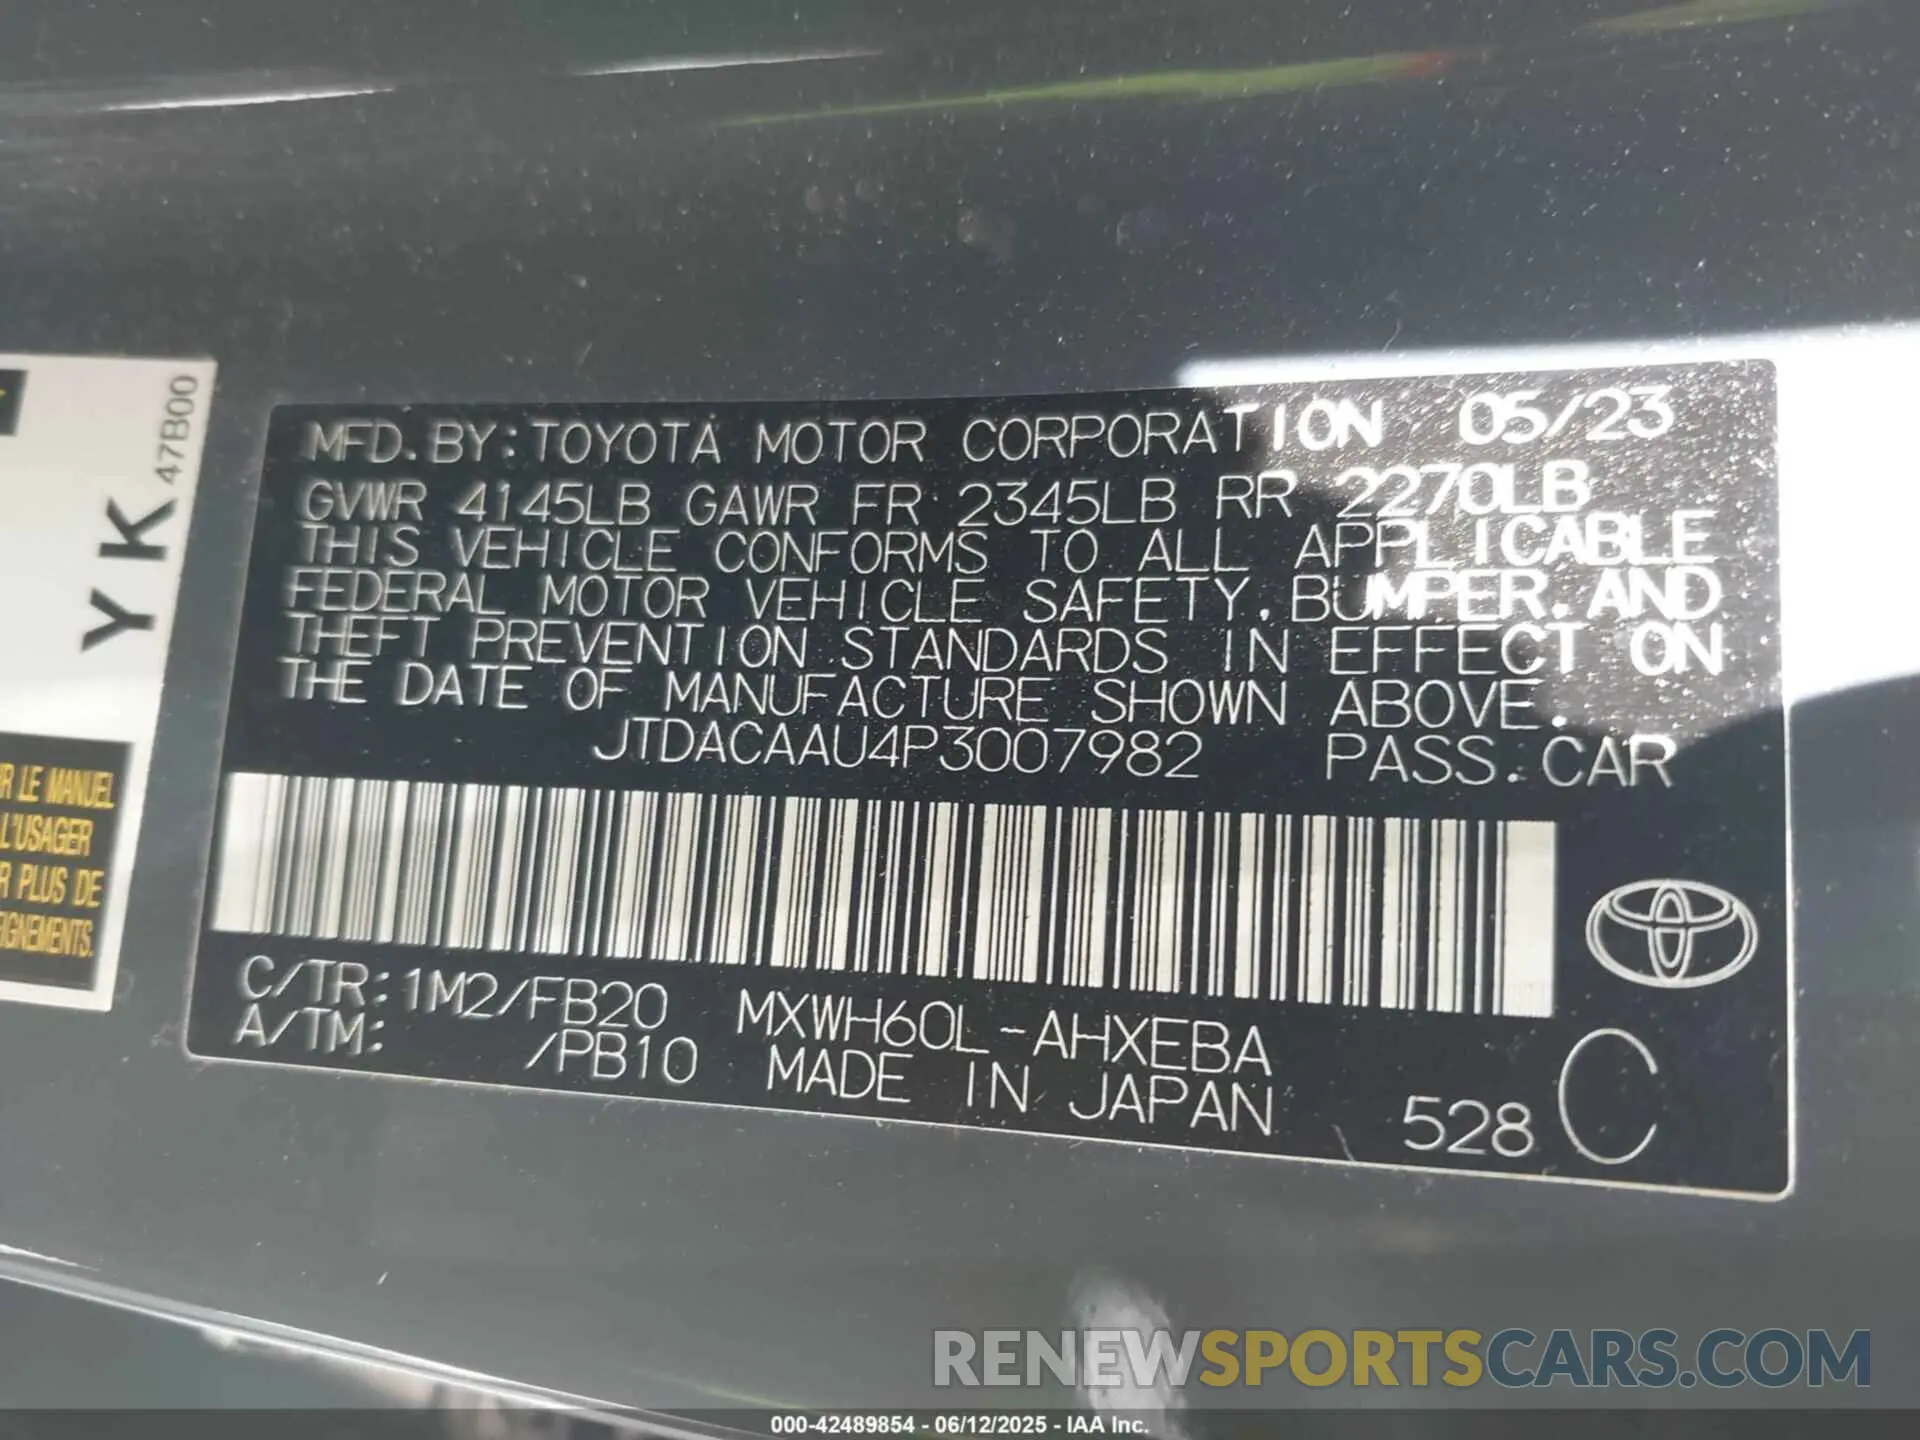 MFD. BY: TOYOTA MOTOR CORPORATION 05/23
GVWR 4145LB GAWR FR 2345LB RR 2270LB
THIS VEHICLE CONFORMS TO ALL APPLICABLE
FEDERAL MOTOR VEHICLE SAFETY, BUMPER, AND
THEFT PREVENTION STANDARDS IN EFFECT ON
THE DATE OF MANUFACTURE SHOWN ABOVE.
JTDACAAU4P3007982 PASS. CAR
C/TR: 1M2/FB20 MXWH60L-AHXEBA
A/TM: /PB10 MADE IN JAPAN
528 C
YK 47B00
R LE MANUEL
L'USAGER
R PLUS DE
EIGNEMENTS.
RENEWSPORTSCARS.COM
000-42489854 - 06/12/2025 - IAA Inc.